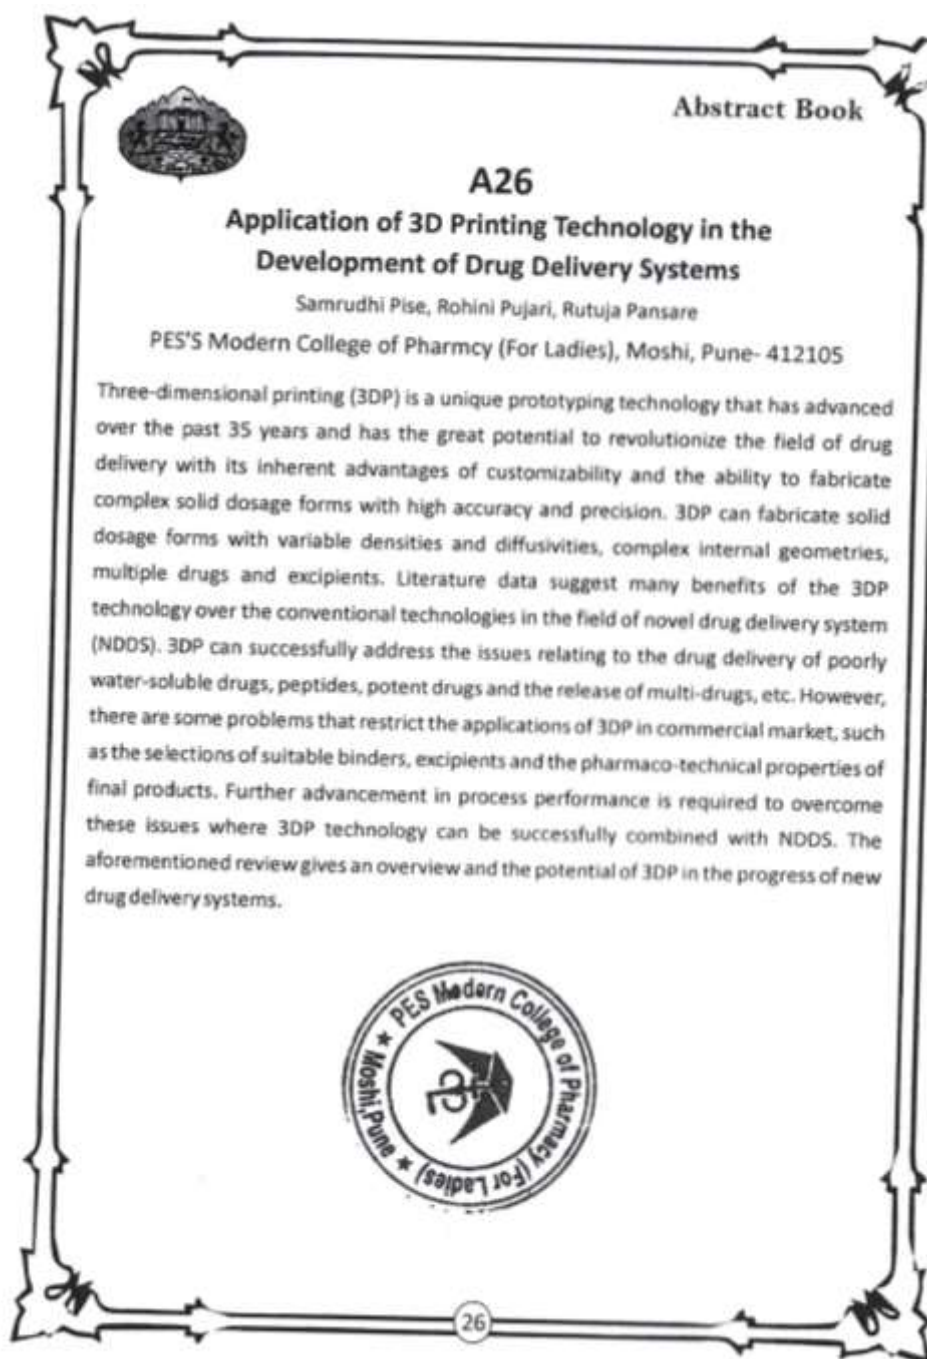 Abstract Book
A26
Application of 3D Printing Technology in the
Development of Drug Delivery Systems
Samrudhi Pise, Rohini Pujari, Rutuja Pansare
PES'S Modern College of Pharmcy (For Ladies), Moshi, Pune- 412105
Three-dimensional printing (3DP) is a unique prototyping technology that has advanced
over the past 35 years and has the great potential to revolutionize the field of drug
delivery with its inherent advantages of customizability and the ability to fabricate
complex solid dosage forms with high accuracy and precision. 3DP can fabricate solid
dosage forms with variable densities and diffusivities, complex internal geometries,
multiple drugs and excipients. Literature data suggest many benefits of the 3DP
technology over the conventional technologies in the field of novel drug delivery system
(NDDS). 3DP can successfully address the issues relating to the drug delivery of poorly
water-soluble drugs, peptides, potent drugs and the release of multi-drugs, etc. However,
there are some problems that restrict the applications of 3DP in commercial market, such
as the selections of suitable binders, excipients and the pharmaco-technical properties of
final products. Further advancement in process performance is required to overcome
these issues where 3DP technology can be successfully combined with NDDS. The
aforementioned review gives an overview and the potential of 3DP in the progress of new
drug delivery systems.
PES Modern College of Pharmacy (For Ladies) ★ Moshi, Pune ★
26